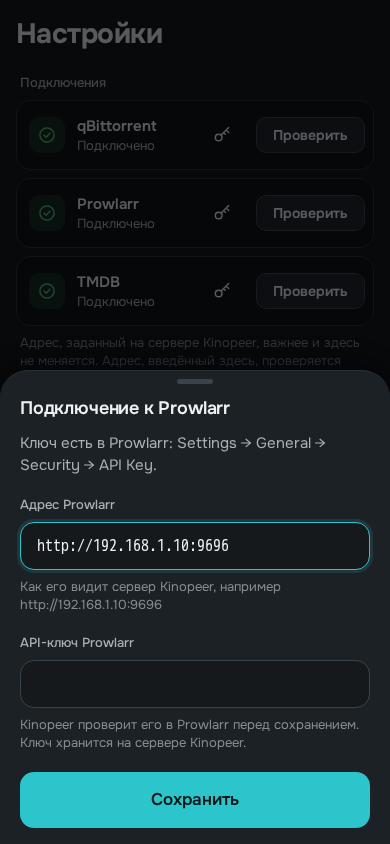 Настройки
Подключения
qBittorrent
Подключено
Проверить
Prowlarr
Подключено
Проверить
TMDB
Подключено
Проверить
Адрес, заданный на сервере Kinopeer, важнее и здесь
не меняется. Адрес, введённый здесь, проверяется
Подключение к Prowlarr
Ключ есть в Prowlarr: Settings → General →
Security → API Key.
Адрес Prowlarr
http://192.168.1.10:9696
Как его видит сервер Kinopeer, например
http://192.168.1.10:9696
API-ключ Prowlarr
Kinopeer проверит его в Prowlarr перед сохранением.
Ключ хранится на сервере Kinopeer.
Сохранить